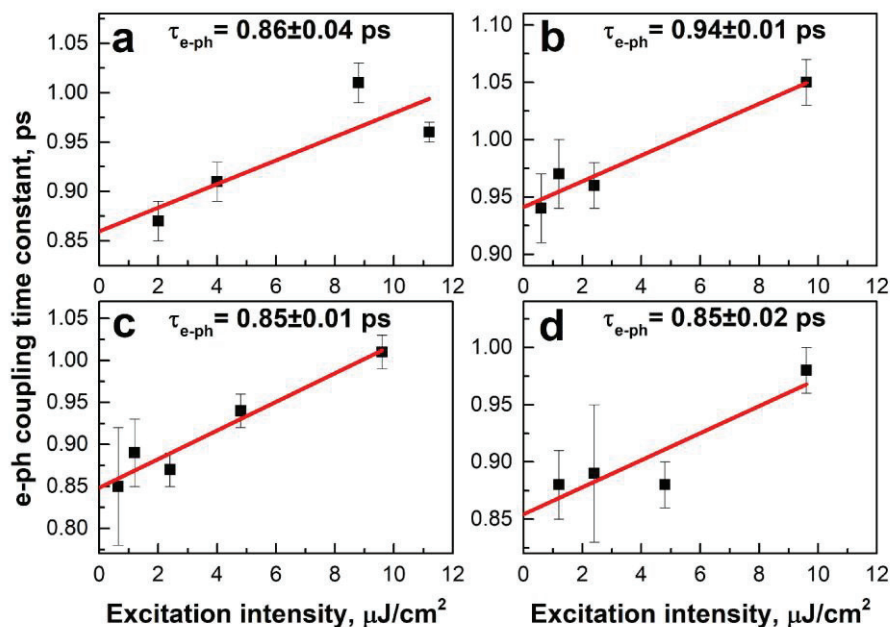 a
τe-ph= 0.86±0.04 ps
1.05
1.00
0.95
0.90
0.85
0 2 4 6 8 10 12
b
τe-ph= 0.94±0.01 ps
1.10
1.05
1.00
0.95
0.90
0 2 4 6 8 10 12
e-ph coupling time constant, ps
c
τe-ph= 0.85±0.01 ps
1.05
1.00
0.95
0.90
0.85
0.80
0 2 4 6 8 10 12
d
τe-ph= 0.85±0.02 ps
1.00
0.95
0.90
0.85
0 2 4 6 8 10 12
Excitation intensity, μJ/cm²
Excitation intensity, μJ/cm²